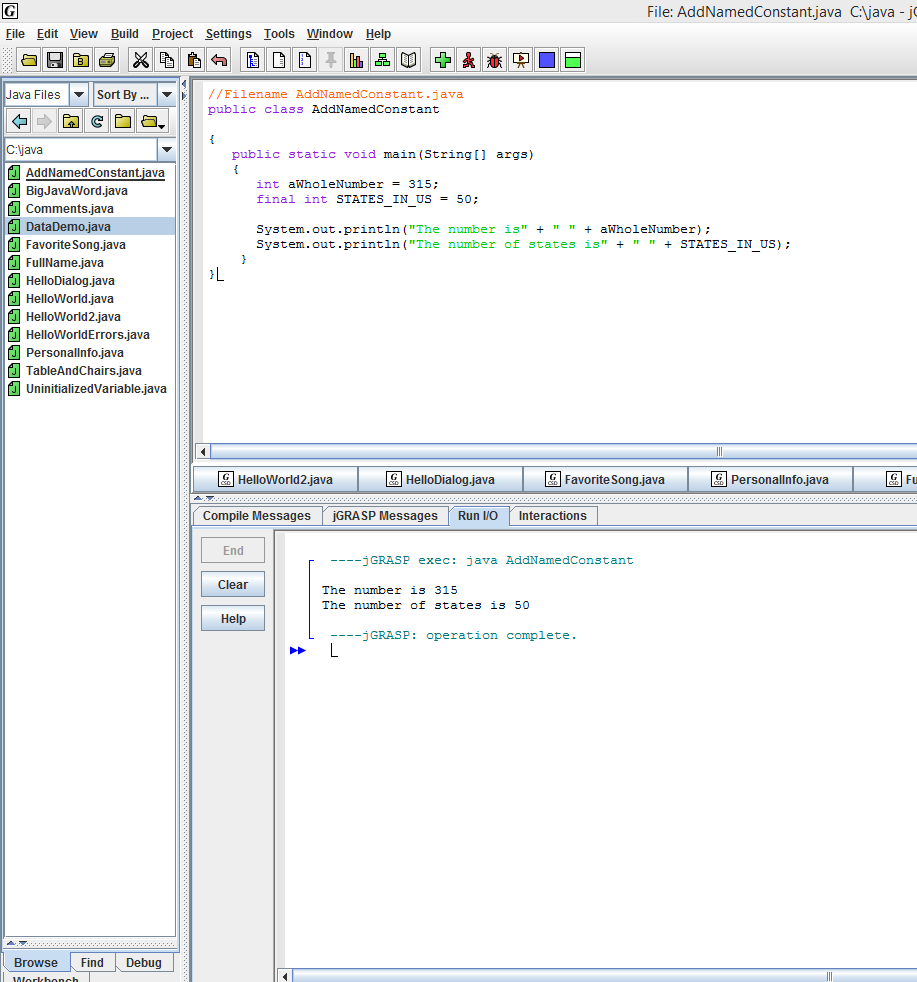 G
File: AddNamedConstant.java  C:\java - jG
File Edit View Build Project Settings Tools Window Help
Java Files
Sort By ...
C:\java
AddNamedConstant.java
BigJavaWord.java
Comments.java
DataDemo.java
FavoriteSong.java
FullName.java
HelloDialog.java
HelloWorld.java
HelloWorld2.java
HelloWorldErrors.java
PersonalInfo.java
TableAndChairs.java
UninitializedVariable.java
Browse Find Debug
Workbench
//Filename AddNamedConstant.java
public class AddNamedConstant
{
public static void main(String[] args)
{
int aWholeNumber = 315;
final int STATES_IN_US = 50;
System.out.println("The number is" + " " + aWholeNumber);
System.out.println("The number of states is" + " " + STATES_IN_US);
}
}
HelloWorld2.java HelloDialog.java FavoriteSong.java PersonalInfo.java Fu
Compile Messages jGRASP Messages Run I/O Interactions
End
Clear
Help
----jGRASP exec: java AddNamedConstant
The number is 315
The number of states is 50
----jGRASP: operation complete.